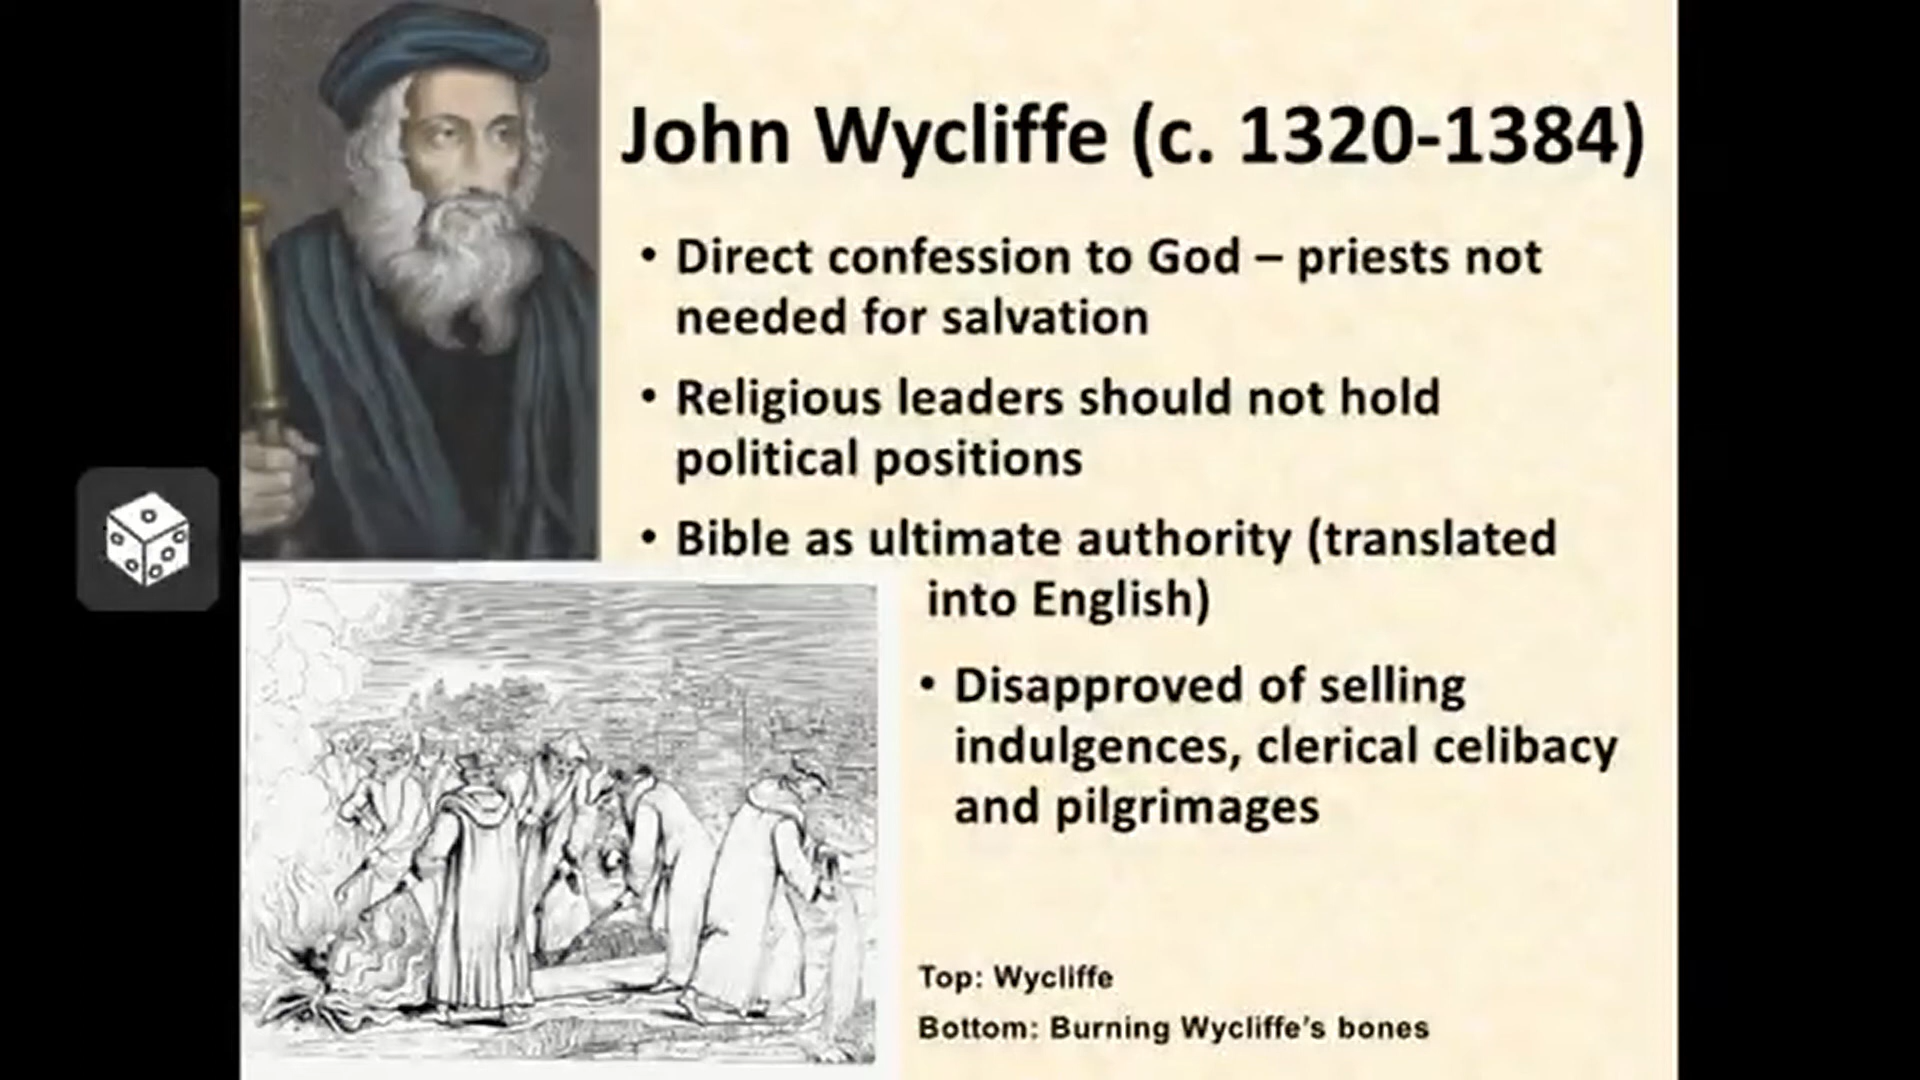 John Wycliffe (c. 1320-1384)
• Direct confession to God – priests not
needed for salvation
• Religious leaders should not hold
political positions
• Bible as ultimate authority (translated
into English)
• Disapproved of selling
indulgences, clerical celibacy
and pilgrimages
Top: Wycliffe
Bottom: Burning Wycliffe's bones